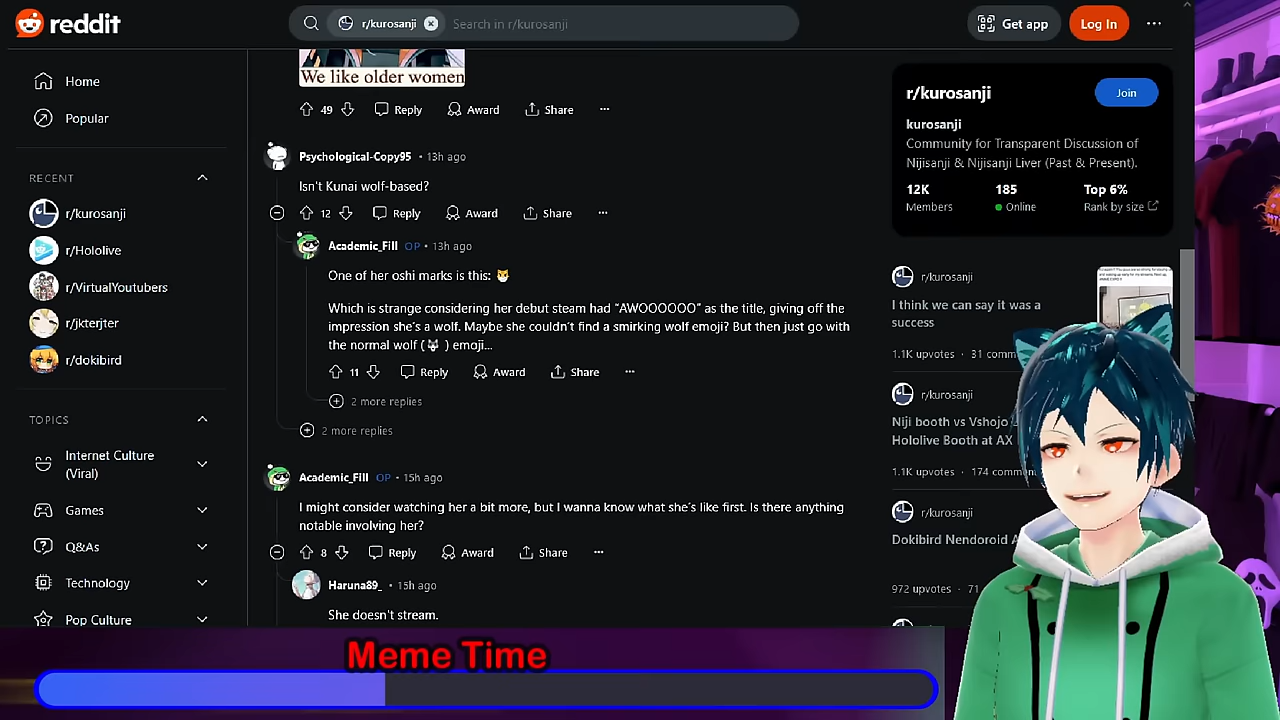 reddit
r/kurosanji
Search in r/kurosanji
Get app
Log In
Home
Popular
RECENT
r/kurosanji
r/Hololive
r/VirtualYoutubers
r/jkterjter
r/dokibird
TOPICS
Internet Culture
(Viral)
Games
Q&As
Technology
Pop Culture
We like older women
49 Reply Award Share
Psychological-Copy95 • 13h ago
Isn't Kunai wolf-based?
12 Reply Award Share
Academic_Fill OP • 13h ago
One of her oshi marks is this: 🐱
Which is strange considering her debut steam had "AWOOOOOO" as the title, giving off the
impression she's a wolf. Maybe she couldn't find a smirking wolf emoji? But then just go with
the normal wolf (🐺) emoji...
11 Reply Award Share
2 more replies
2 more replies
Academic_Fill OP • 15h ago
I might consider watching her a bit more, but I wanna know what she's like first. Is there anything
notable involving her?
8 Reply Award Share
Haruna89_ • 15h ago
She doesn't stream.
r/kurosanji
Join
kurosanji
Community for Transparent Discussion of
Nijisanji & Nijisanji Liver (Past & Present).
12K 185 Top 6%
Members Online Rank by size
r/kurosanji
I think we can say it was a
success
1.1K upvotes • 31 comm
r/kurosanji
Niji booth vs Vshojo
Hololive Booth at AX
1.1K upvotes • 174 commen
r/kurosanji
Dokibird Nendoroid A
972 upvotes • 71
Meme Time